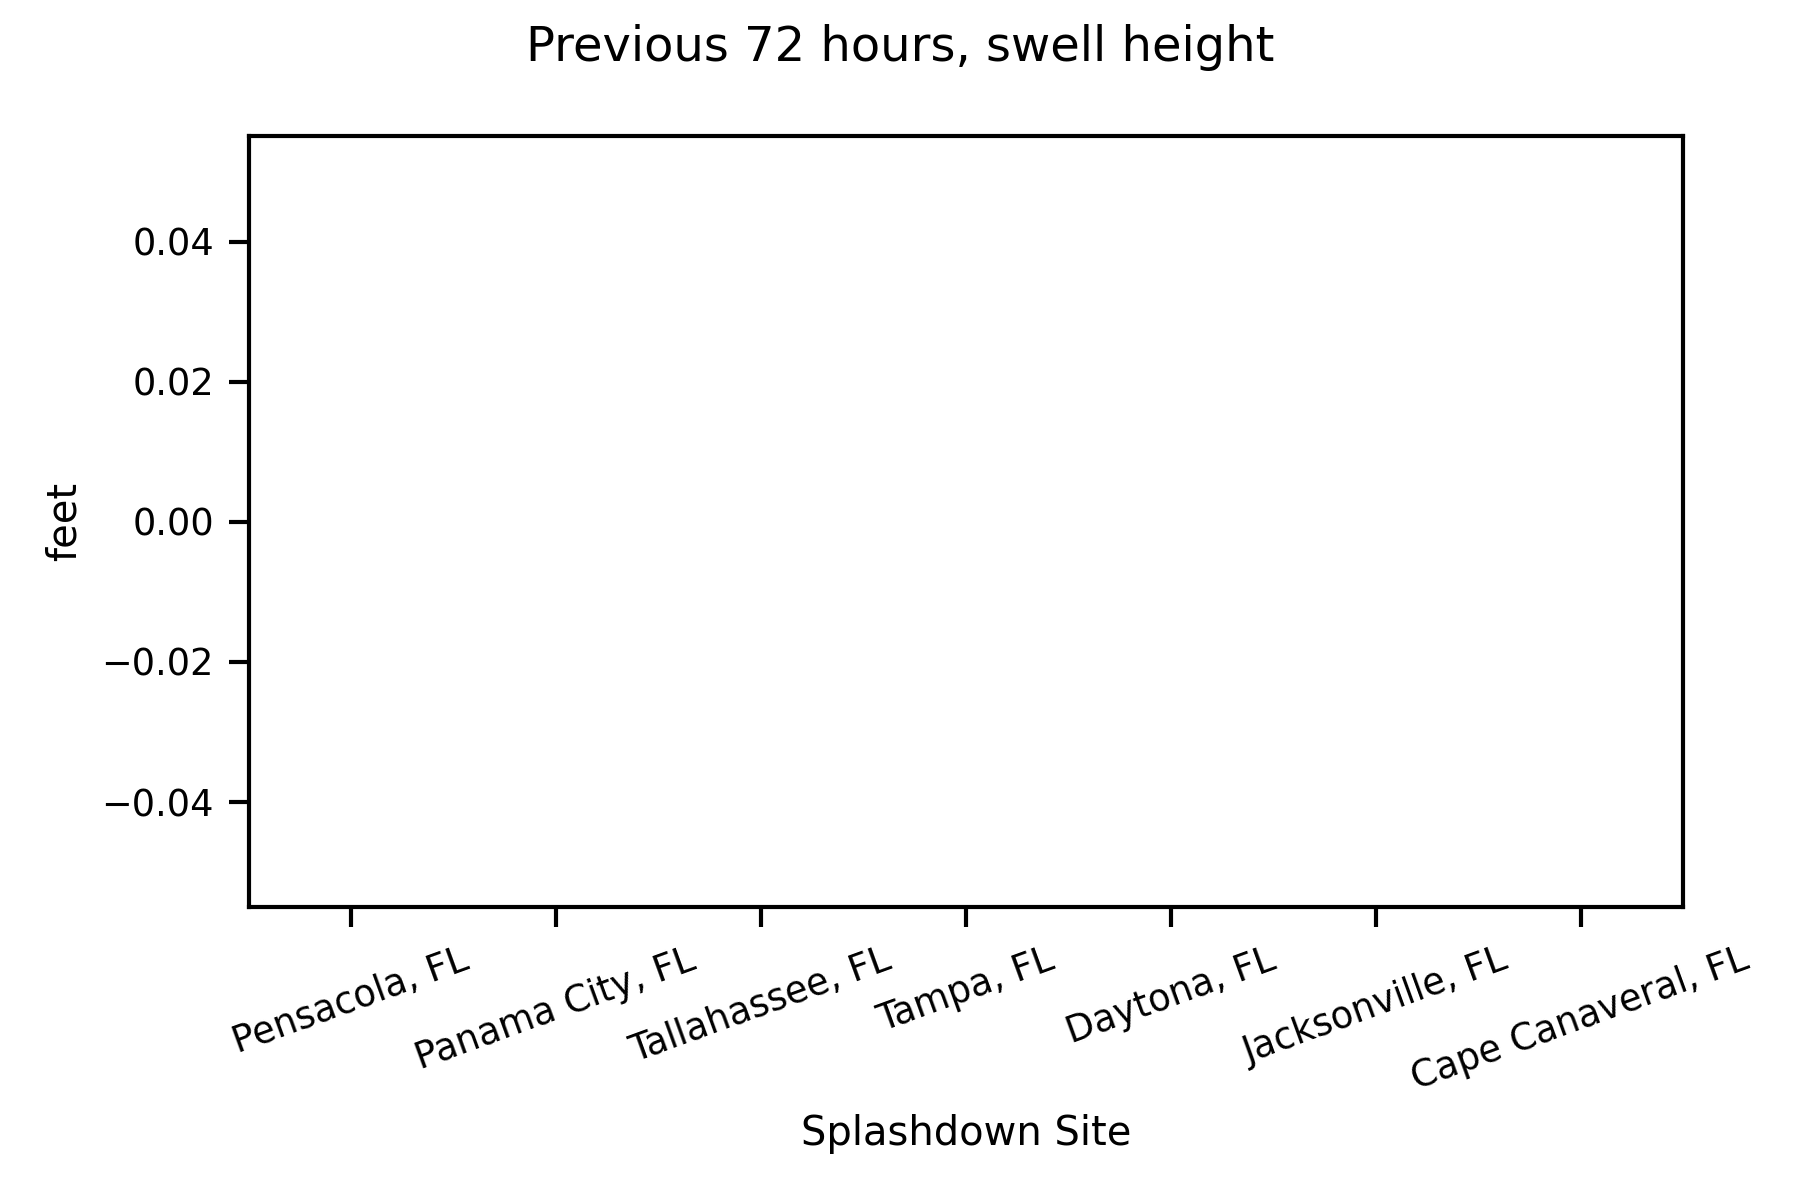 Previous 72 hours, swell height
0.04
0.02
0.00
−0.02
−0.04
feet
Pensacola, FL
Panama City, FL
Tallahassee, FL
Tampa, FL
Daytona, FL
Jacksonville, FL
Cape Canaveral, FL
Splashdown Site